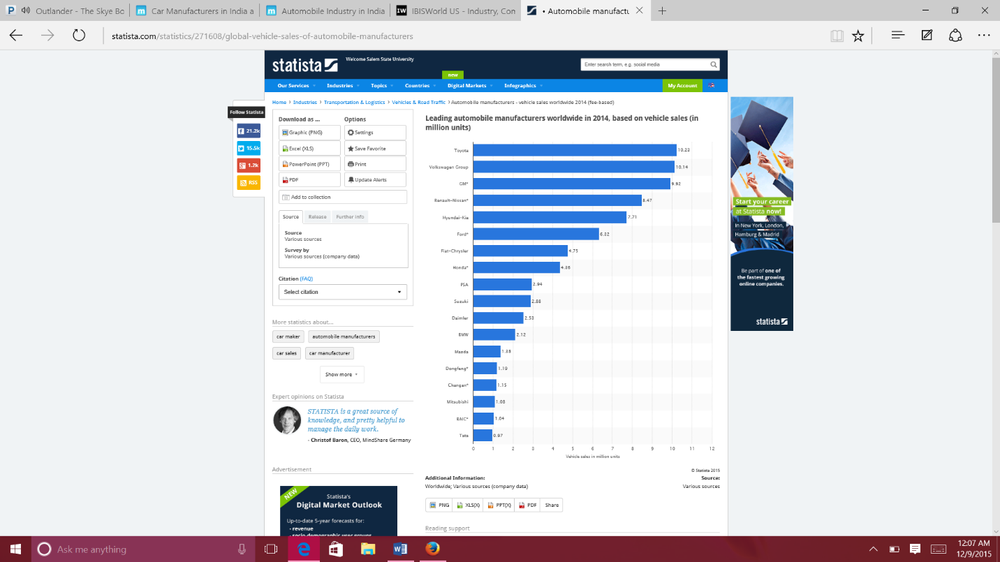 Outlander - The Skye Bo
Car Manufacturers in India a
Automobile Industry in India
IBISWorld US - Industry, Con
• Automobile manufactu
statista.com/statistics/271608/global-vehicle-sales-of-automobile-manufacturers
statista
Welcome Salem State University
Enter search term, e.g. social media
new
Our Services Industries Topics Countries Digital Markets Infographics My Account
Home › Industries › Transportation & Logistics › Vehicles & Road Traffic › Automobile manufacturers - vehicle sales worldwide 2014 (fee-based)
Follow Statista
21.2k
15.5k
1.2k
RSS
Download as ... Options
Graphic (PNG) Settings
Excel (XLS) Save Favorite
PowerPoint (PPT) Print
PDF Update Alerts
Add to collection
Source Release Further info
Source
Various sources
Survey by
Various sources (company data)
Citation (FAQ)
Select citation
More statistics about...
car maker automobile manufacturers
car sales car manufacturer
Show more
Expert opinions on Statista
STATISTA is a great source of
knowledge, and pretty helpful to
manage the daily work.
- Christof Baron, CEO, MindShare Germany
Advertisement
NEW
Statista's
Digital Market Outlook
Up-to-date 5-year forecasts for:
- revenue
- socio-demographic user groups
Leading automobile manufacturers worldwide in 2014, based on vehicle sales (in
million units)
Toyota 10.23
Volkswagen Group 10.14
GM* 9.92
Renault-Nissan* 8.47
Hyundai-Kia 7.71
Ford* 6.32
Fiat-Chrysler 4.75
Honda* 4.36
PSA 2.94
Suzuki 2.88
Daimler 2.53
BMW 2.12
Mazda 1.38
Dongfeng* 1.19
Changan* 1.15
Mitsubishi 1.08
BAIC* 1.04
Tata 0.97
0 1 2 3 4 5 6 7 8 9 10 11 12
Vehicle sales in million units
© Statista 2015
Additional Information: Source:
Worldwide; Various sources (company data) Various sources
PNG XLS(X) PPT(X) PDF Share
Reading support
Start your career
at Statista now!
In New York, London,
Hamburg & Madrid
Be part of one of
the fastest growing
online companies.
statista
Ask me anything
12:07 AM
12/9/2015